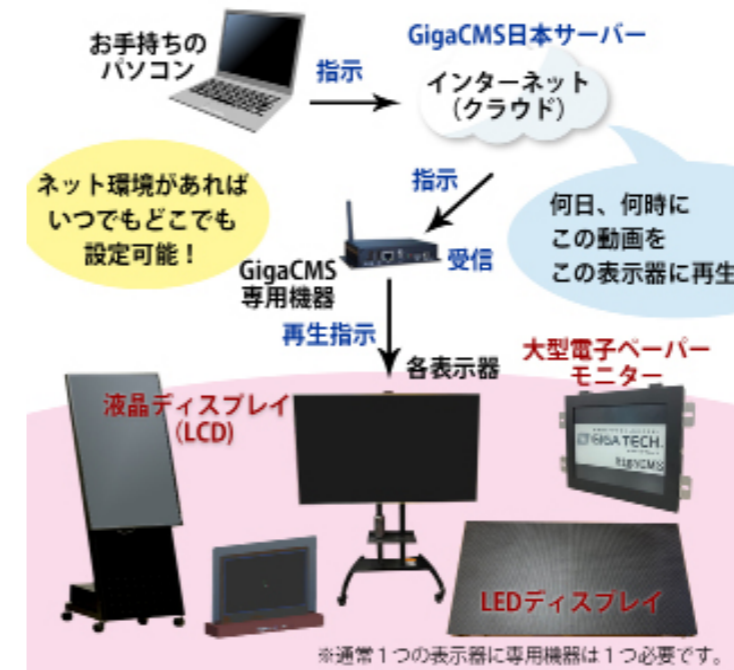 お手持ちの
パソコン
指示
GigaCMS日本サーバー
インターネット
（クラウド）
ネット環境があれば
いつでもどこでも
設定可能！
指示
何日、何時に
この動画を
この表示器に再生
GigaCMS
専用機器
受信
再生指示
各表示器
大型電子ペーパー
モニター
液晶ディスプレイ
（LCD）
GIGA TECH.
GigaCMS
LEDディスプレイ
※通常１つの表示器に専用機器は１つ必要です。